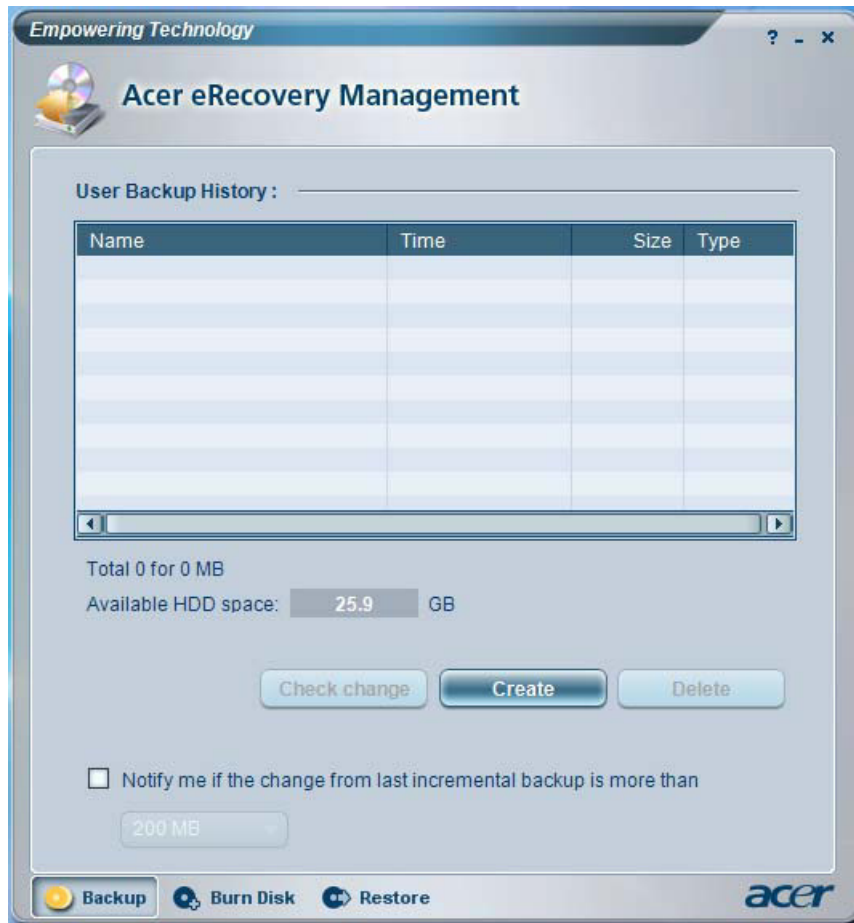 Empowering Technology
? - ×
Acer eRecovery Management
User Backup History :
Name Time Size Type
Total 0 for 0 MB
Available HDD space: 25.9 GB
Check change Create Delete
Notify me if the change from last incremental backup is more than
200 MB
Backup Burn Disk Restore acer